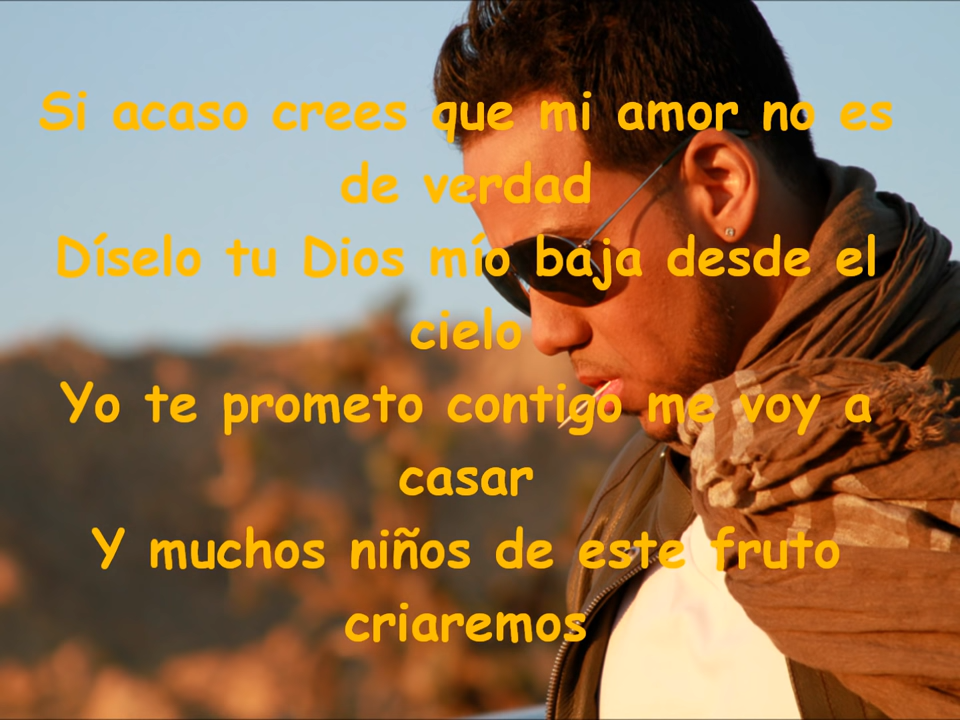 Si acaso crees que mi amor no es
de verdad
Díselo tu Dios mío baja desde el
cielo
Yo te prometo contigo me voy a
casar
Y muchos niños de este fruto
criaremos